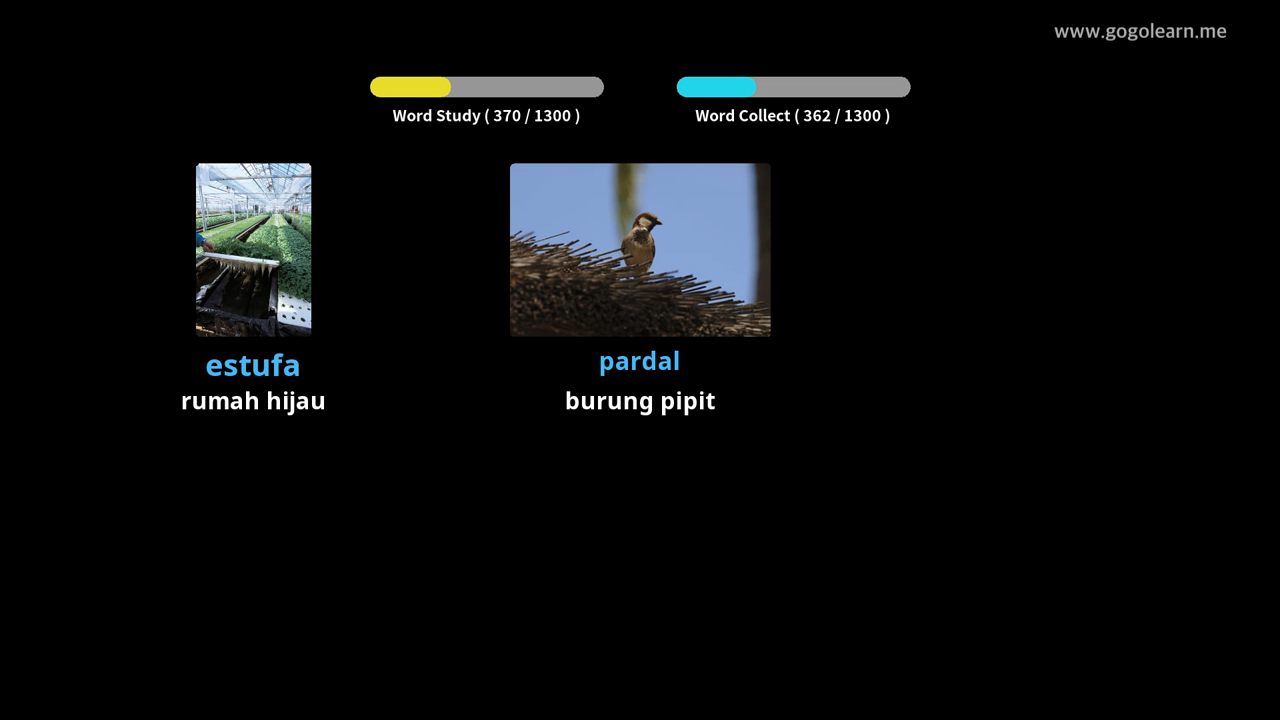 www.gogolearn.me
Word Study ( 370 / 1300 )
Word Collect ( 362 / 1300 )
estufa
rumah hijau
pardal
burung pipit